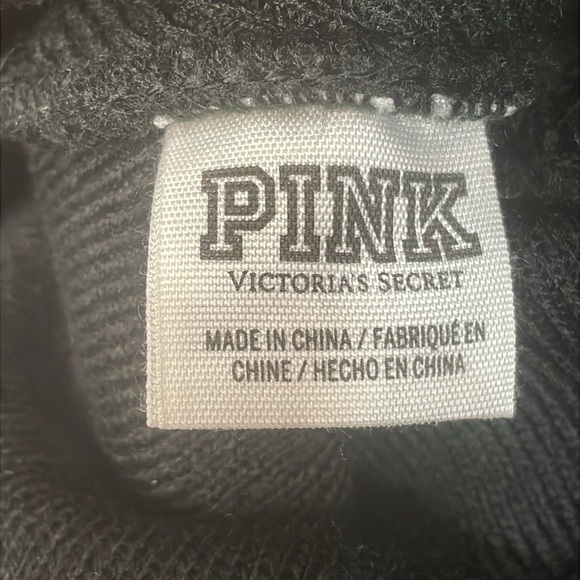 PINK
VICTORIA'S SECRET
MADE IN CHINA / FABRIQUÉ EN
CHINE / HECHO EN CHINA